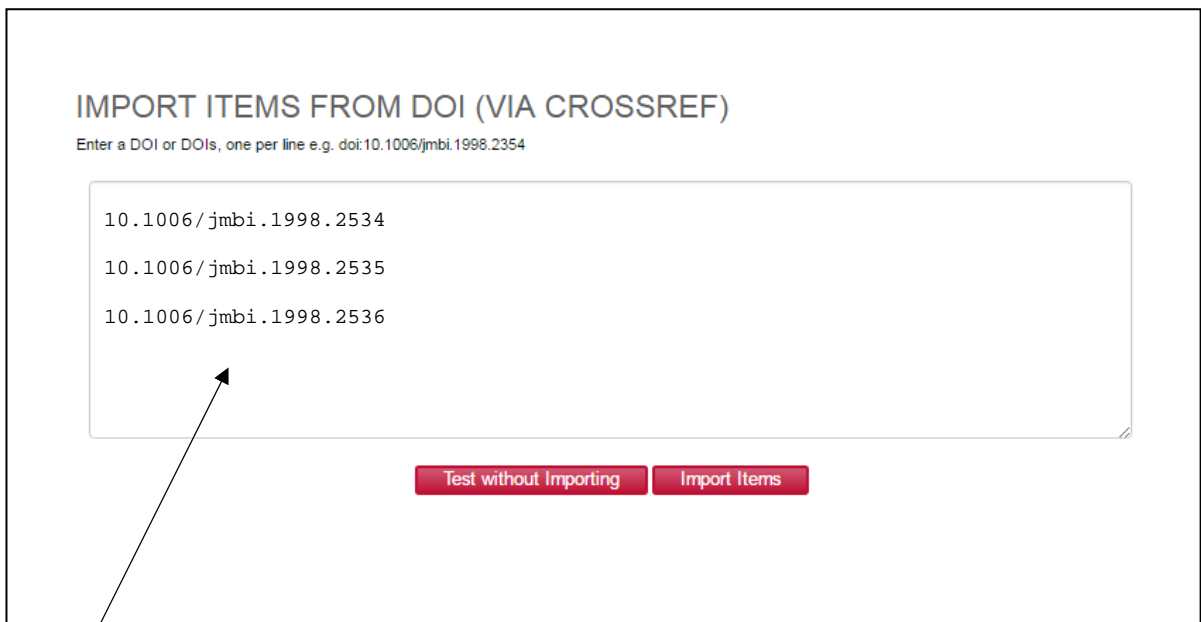 IMPORT ITEMS FROM DOI (VIA CROSSREF)
Enter a DOI or DOIs, one per line e.g. doi:10.1006/jmbi.1998.2354
10.1006/jmbi.1998.2534
10.1006/jmbi.1998.2535
10.1006/jmbi.1998.2536
Test without Importing Import Items